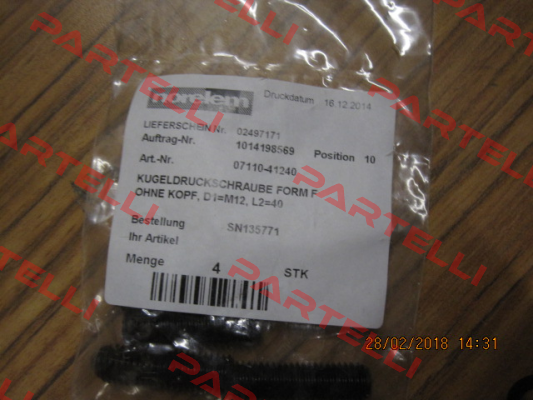 norelem
Druckdatum 16.12.2014
LIEFERSCHEIN Nr. 02497171
Auftrag-Nr. 1014198569 Position 10
Art.-Nr. 07110-41240
KUGELDRUCKSCHRAUBE FORM F
OHNE KOPF, D1=M12, L2=40
Bestellung SN135771
Ihr Artikel
Menge 4 STK
28/02/2018 14:31
PARTELLI
PARTELLI
PARTELLI
PARTELLI
PARTELLI
PARTELLI